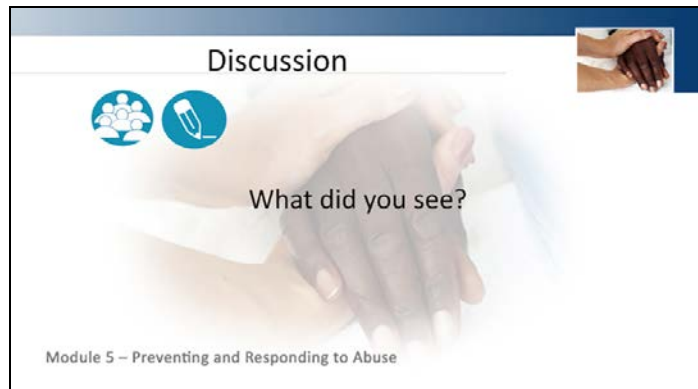 Discussion
What did you see?
Module 5 – Preventing and Responding to Abuse